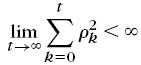 lim_{t→∞} ∑_{k=0}^{t} ρ_k^2 < ∞